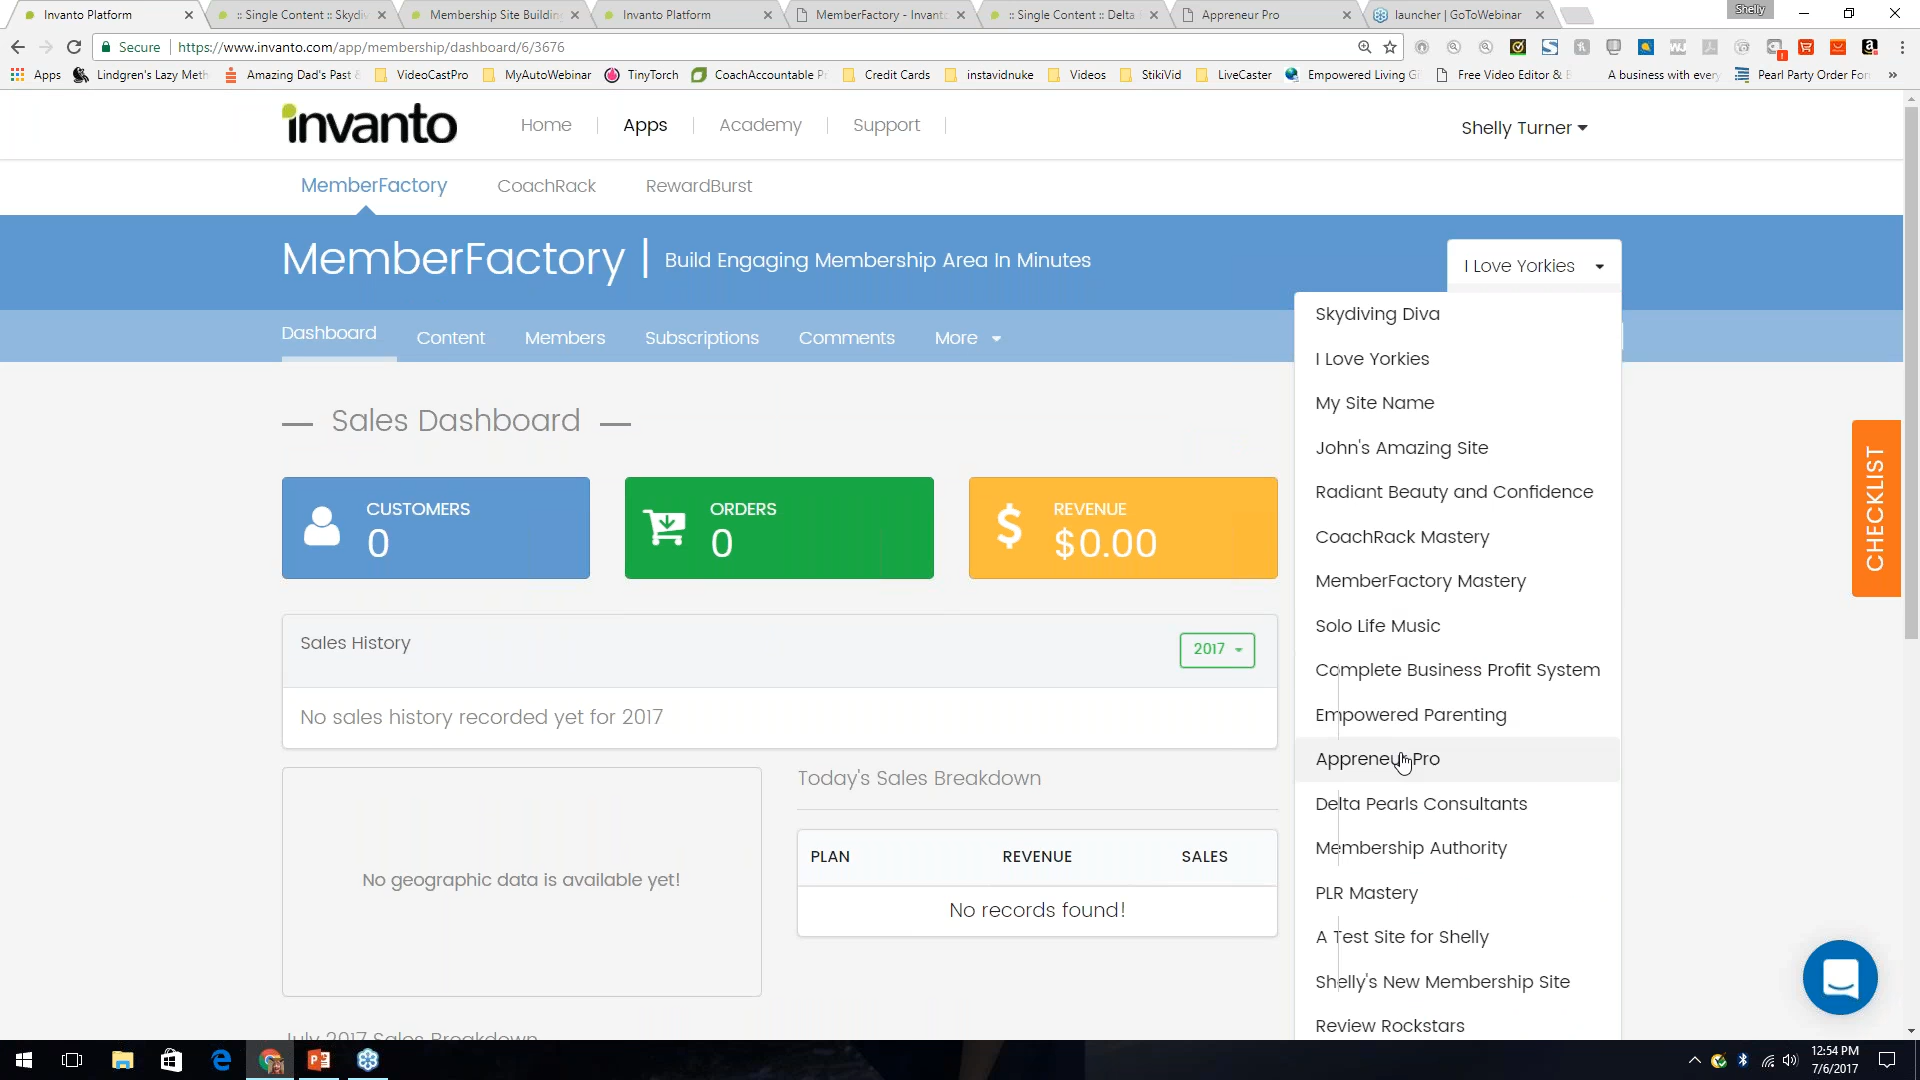 Invanto Platform
:: Single Content :: Skydiv
Membership Site Building
Invanto Platform
MemberFactory - Invanto
:: Single Content :: Delta
Appreneur Pro
launcher | GoToWebinar
Shelly
Secure
https://www.invanto.com/app/membership/dashboard/6/3676
Apps
Lindgren's Lazy Meth
Amazing Dad's Past
VideoCastPro
MyAutoWebinar
TinyTorch
CoachAccountable P
Credit Cards
instavidnuke
Videos
StikiVid
LiveCaster
Empowered Living G
Free Video Editor &
A business with every
Pearl Party Order For
»
invanto
Home
Apps
Academy
Support
Shelly Turner
MemberFactory
CoachRack
RewardBurst
MemberFactory | Build Engaging Membership Area In Minutes
I Love Yorkies
Dashboard
Content
Members
Subscriptions
Comments
More
Skydiving Diva
I Love Yorkies
My Site Name
John's Amazing Site
Radiant Beauty and Confidence
CoachRack Mastery
MemberFactory Mastery
Solo Life Music
Complete Business Profit System
Empowered Parenting
Appreneur Pro
Delta Pearls Consultants
Membership Authority
PLR Mastery
A Test Site for Shelly
Shelly's New Membership Site
Review Rockstars
Sales Dashboard
CUSTOMERS
0
ORDERS
0
REVENUE
$0.00
CHECKLIST
Sales History
2017
No sales history recorded yet for 2017
No geographic data is available yet!
Today's Sales Breakdown
PLAN
REVENUE
SALES
No records found!
July 2017 Sales Breakdown
12:54 PM
7/6/2017